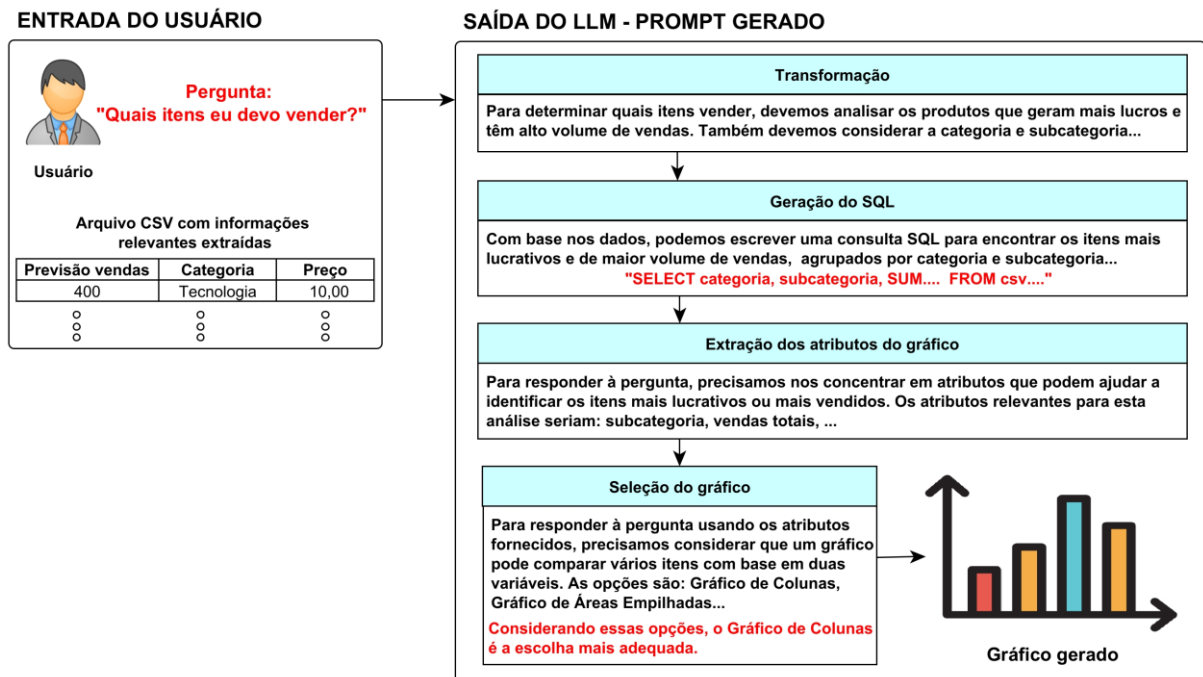 ENTRADA DO USUÁRIO
Pergunta:
"Quais itens eu devo vender?"
Usuário
Arquivo CSV com informações
relevantes extraídas
Previsão vendas Categoria Preço
400 Tecnologia 10,00
SAÍDA DO LLM - PROMPT GERADO
Transformação
Para determinar quais itens vender, devemos analisar os produtos que geram mais lucros e
têm alto volume de vendas. Também devemos considerar a categoria e subcategoria...
Geração do SQL
Com base nos dados, podemos escrever uma consulta SQL para encontrar os itens mais
lucrativos e de maior volume de vendas, agrupados por categoria e subcategoria...
"SELECT categoria, subcategoria, SUM.... FROM csv...."
Extração dos atributos do gráfico
Para responder à pergunta, precisamos nos concentrar em atributos que podem ajudar a
identificar os itens mais lucrativos ou mais vendidos. Os atributos relevantes para esta
análise seriam: subcategoria, vendas totais, ...
Seleção do gráfico
Para responder à pergunta usando os atributos
fornecidos, precisamos considerar que um gráfico
pode comparar vários itens com base em duas
variáveis. As opções são: Gráfico de Colunas,
Gráfico de Áreas Empilhadas...
Considerando essas opções, o Gráfico de Colunas
é a escolha mais adequada.
Gráfico gerado